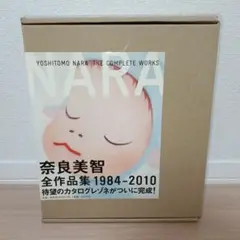 YOSHITOMO NARA: THE COMPLETE WORKS
NARA
奈良美智
全作品集 1984-2010
待望のカタログレゾネがついに完成!